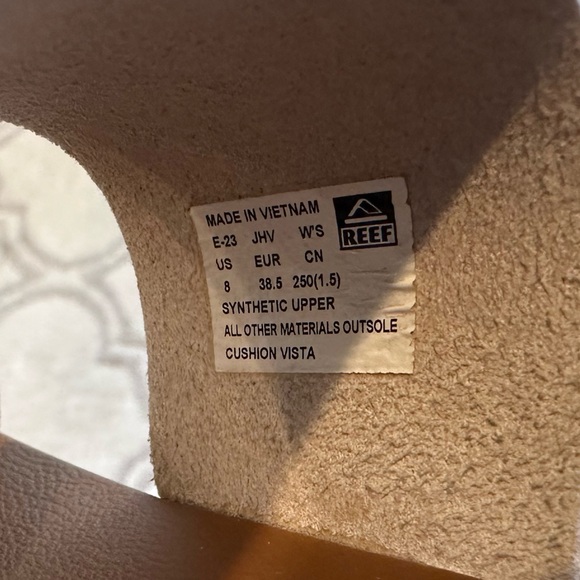 MADE IN VIETNAM
E-23 JHV W'S
REEF
US EUR CN
8 38.5 250(1.5)
SYNTHETIC UPPER
ALL OTHER MATERIALS OUTSOLE
CUSHION VISTA